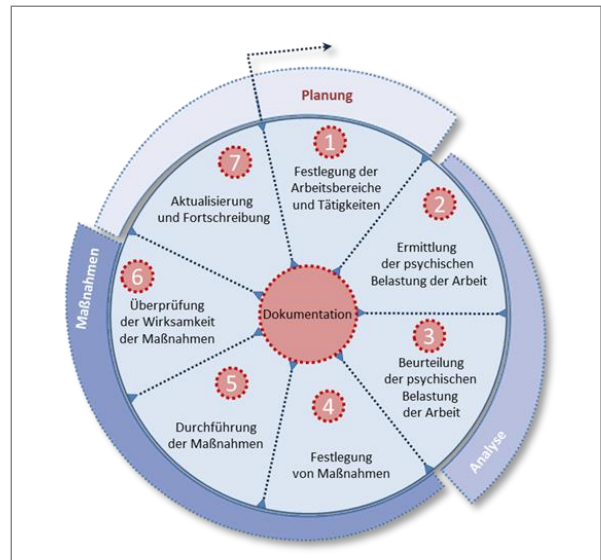 Planung
1
Festlegung der
Arbeitsbereiche
und Tätigkeiten
2
Ermittlung
der psychischen
Belastung der Arbeit
3
Beurteilung
der psychischen
Belastung
der Arbeit
Analyse
4
Festlegung
von Maßnahmen
5
Durchführung
der Maßnahmen
6
Überprüfung
der Wirksamkeit
der Maßnahmen
Maßnahmen
7
Aktualisierung
und Fortschreibung
Dokumentation